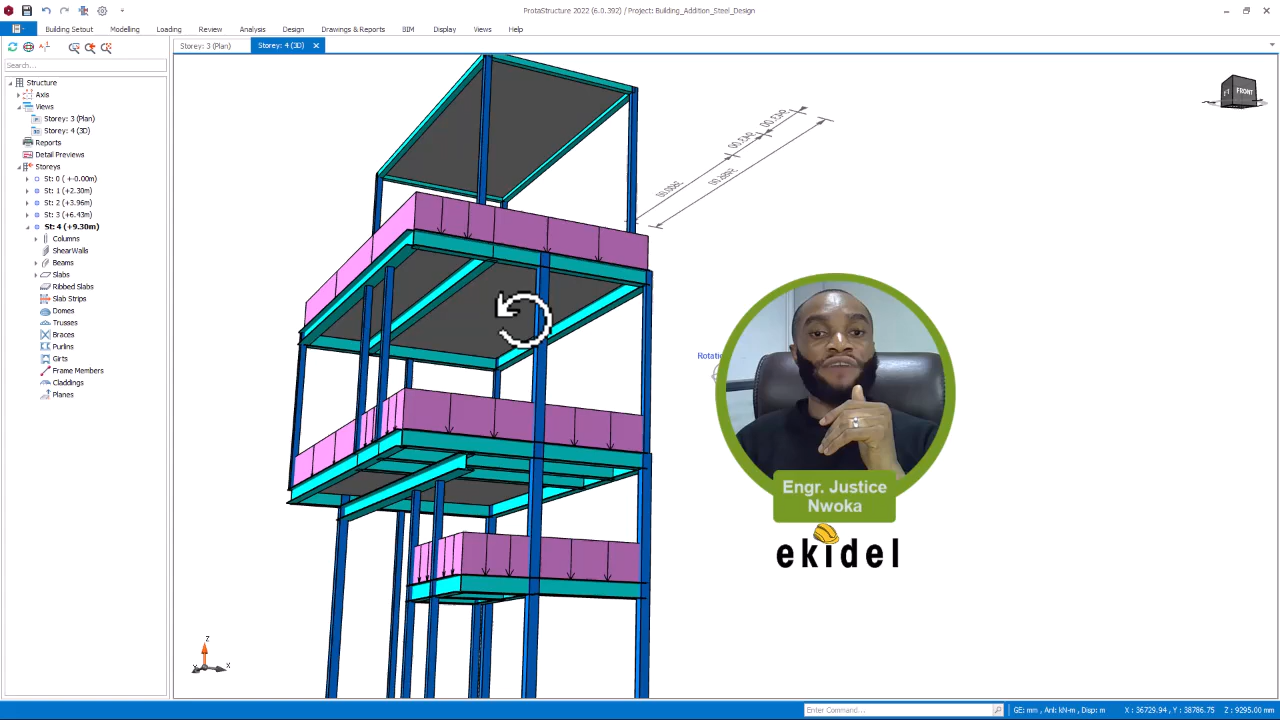 ProtaStructure 2022 (6.0.392) / Project: Building_Addition_Steel_Design
Building Setout Modelling Loading Review Analysis Design Drawings & Reports BIM Display Views Help
Storey: 3 (Plan) Storey: 4 (3D)
Search...
Structure
Axis
Views
Storey: 3 (Plan)
Storey: 4 (3D)
Reports
Detail Previews
Storeys
St: 0 (+-0.00m)
St: 1 (+2.30m)
St: 2 (+3.96m)
St: 3 (+6.43m)
St: 4 (+9.30m)
Columns
ShearWalls
Beams
Slabs
Ribbed Slabs
Slab Strips
Domes
Trusses
Braces
Purlins
Girts
Frame Members
Claddings
Planes
FRONT
Rotatio
Engr. Justice
Nwoka
ekidel
Z
X
Enter Command...
GE: mm , Anl: kN-m , Disp: m
X : 36729.94 , Y : 38786.75
Z : 9295.00 mm